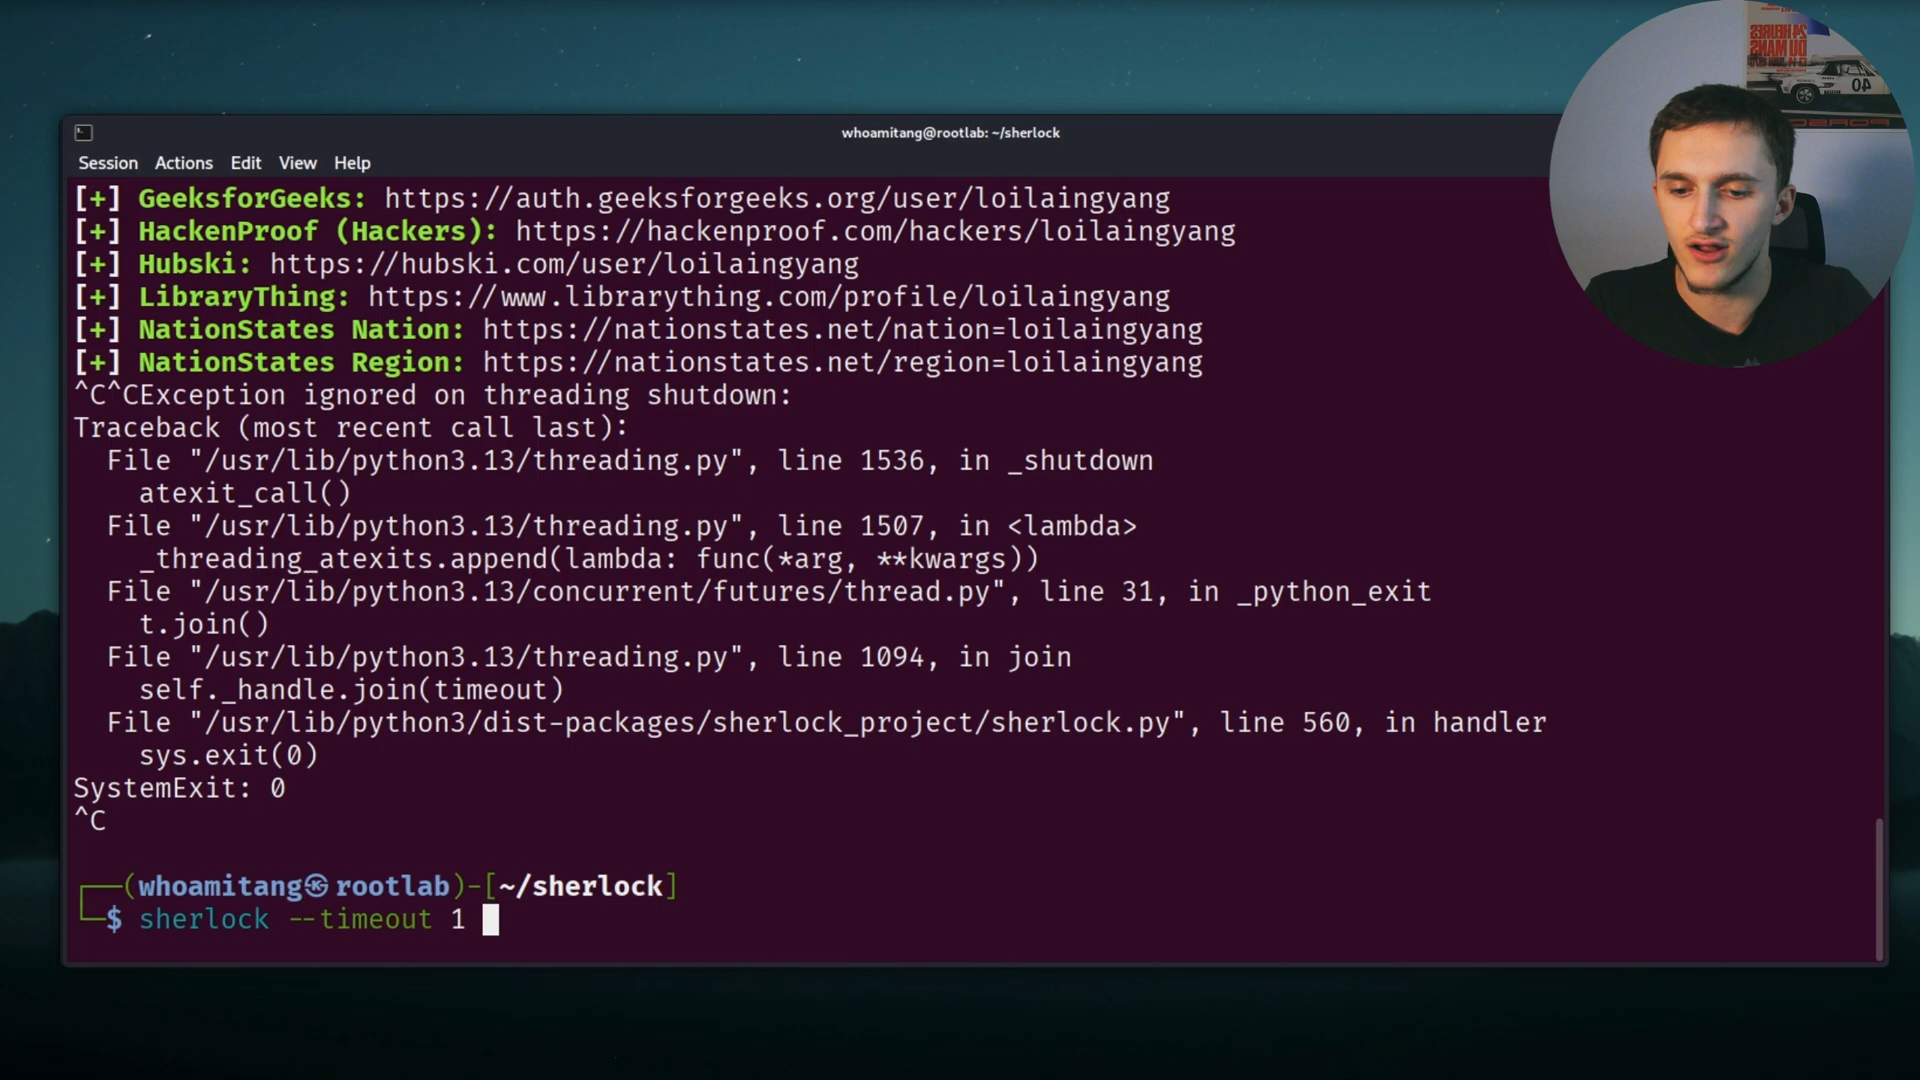 whoamitang@rootlab: ~/sherlock
Session Actions Edit View Help
[+] GeeksforGeeks: https://auth.geeksforgeeks.org/user/loilaingyang
[+] HackenProof (Hackers): https://hackenproof.com/hackers/loilaingyang
[+] Hubski: https://hubski.com/user/loilaingyang
[+] LibraryThing: https://www.librarything.com/profile/loilaingyang
[+] NationStates Nation: https://nationstates.net/nation=loilaingyang
[+] NationStates Region: https://nationstates.net/region=loilaingyang
^C^CException ignored on threading shutdown:
Traceback (most recent call last):
File "/usr/lib/python3.13/threading.py", line 1536, in _shutdown
atexit_call()
File "/usr/lib/python3.13/threading.py", line 1507, in <lambda>
_threading_atexits.append(lambda: func(*arg, **kwargs))
File "/usr/lib/python3.13/concurrent/futures/thread.py", line 31, in _python_exit
t.join()
File "/usr/lib/python3.13/threading.py", line 1094, in join
self._handle.join(timeout)
File "/usr/lib/python3/dist-packages/sherlock_project/sherlock.py", line 560, in handler
sys.exit(0)
SystemExit: 0
^C
┌──(whoamitang㉿rootlab)-[~/sherlock]
└─$ sherlock --timeout 1
24 HEURES
DU MANS
40